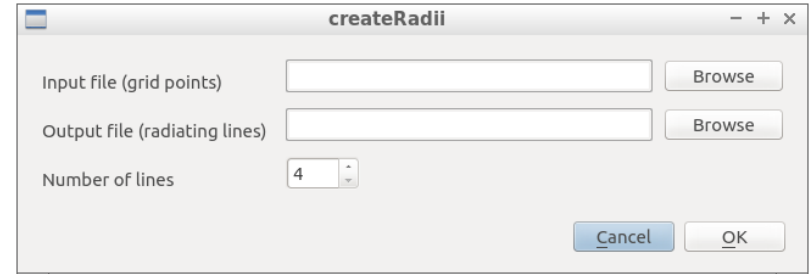 createRadii
Input file (grid points) Browse
Output file (radiating lines) Browse
Number of lines 4
Cancel OK